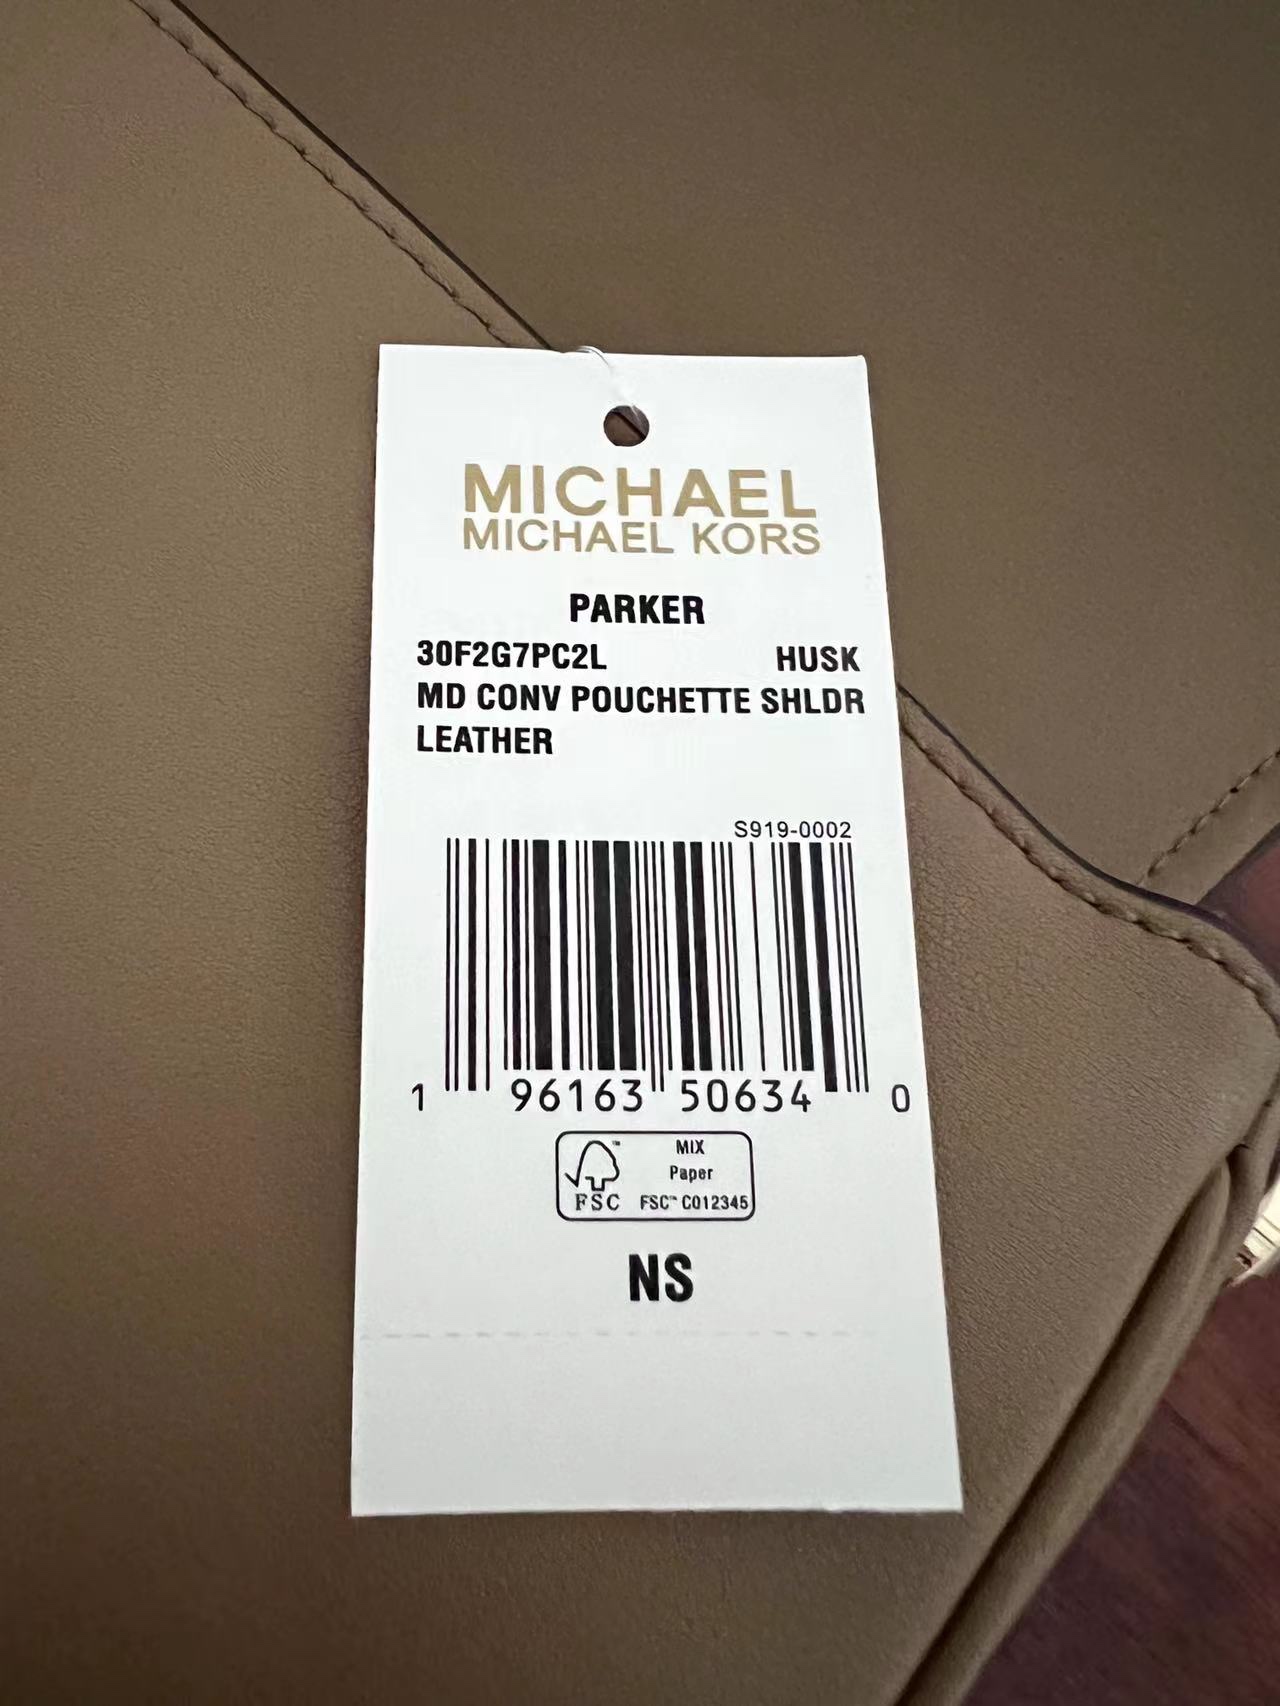 MICHAEL
MICHAEL KORS
PARKER
30F2G7PC2L HUSK
MD CONV POUCHETTE SHLDR
LEATHER
S919-0002
1 96163 50634 0
FSC™ MIX
Paper
FSC™ C012345
NS